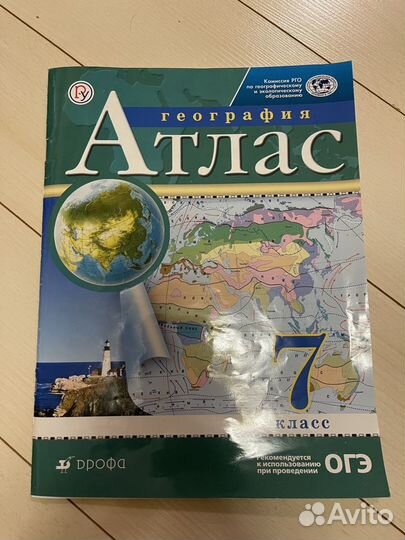 Комиссия РГО
по географическому
и экологическому
образованию
география
Атлас
7
класс
дрофа
Рекомендуется
к использованию
при проведении
ОГЭ
Avito